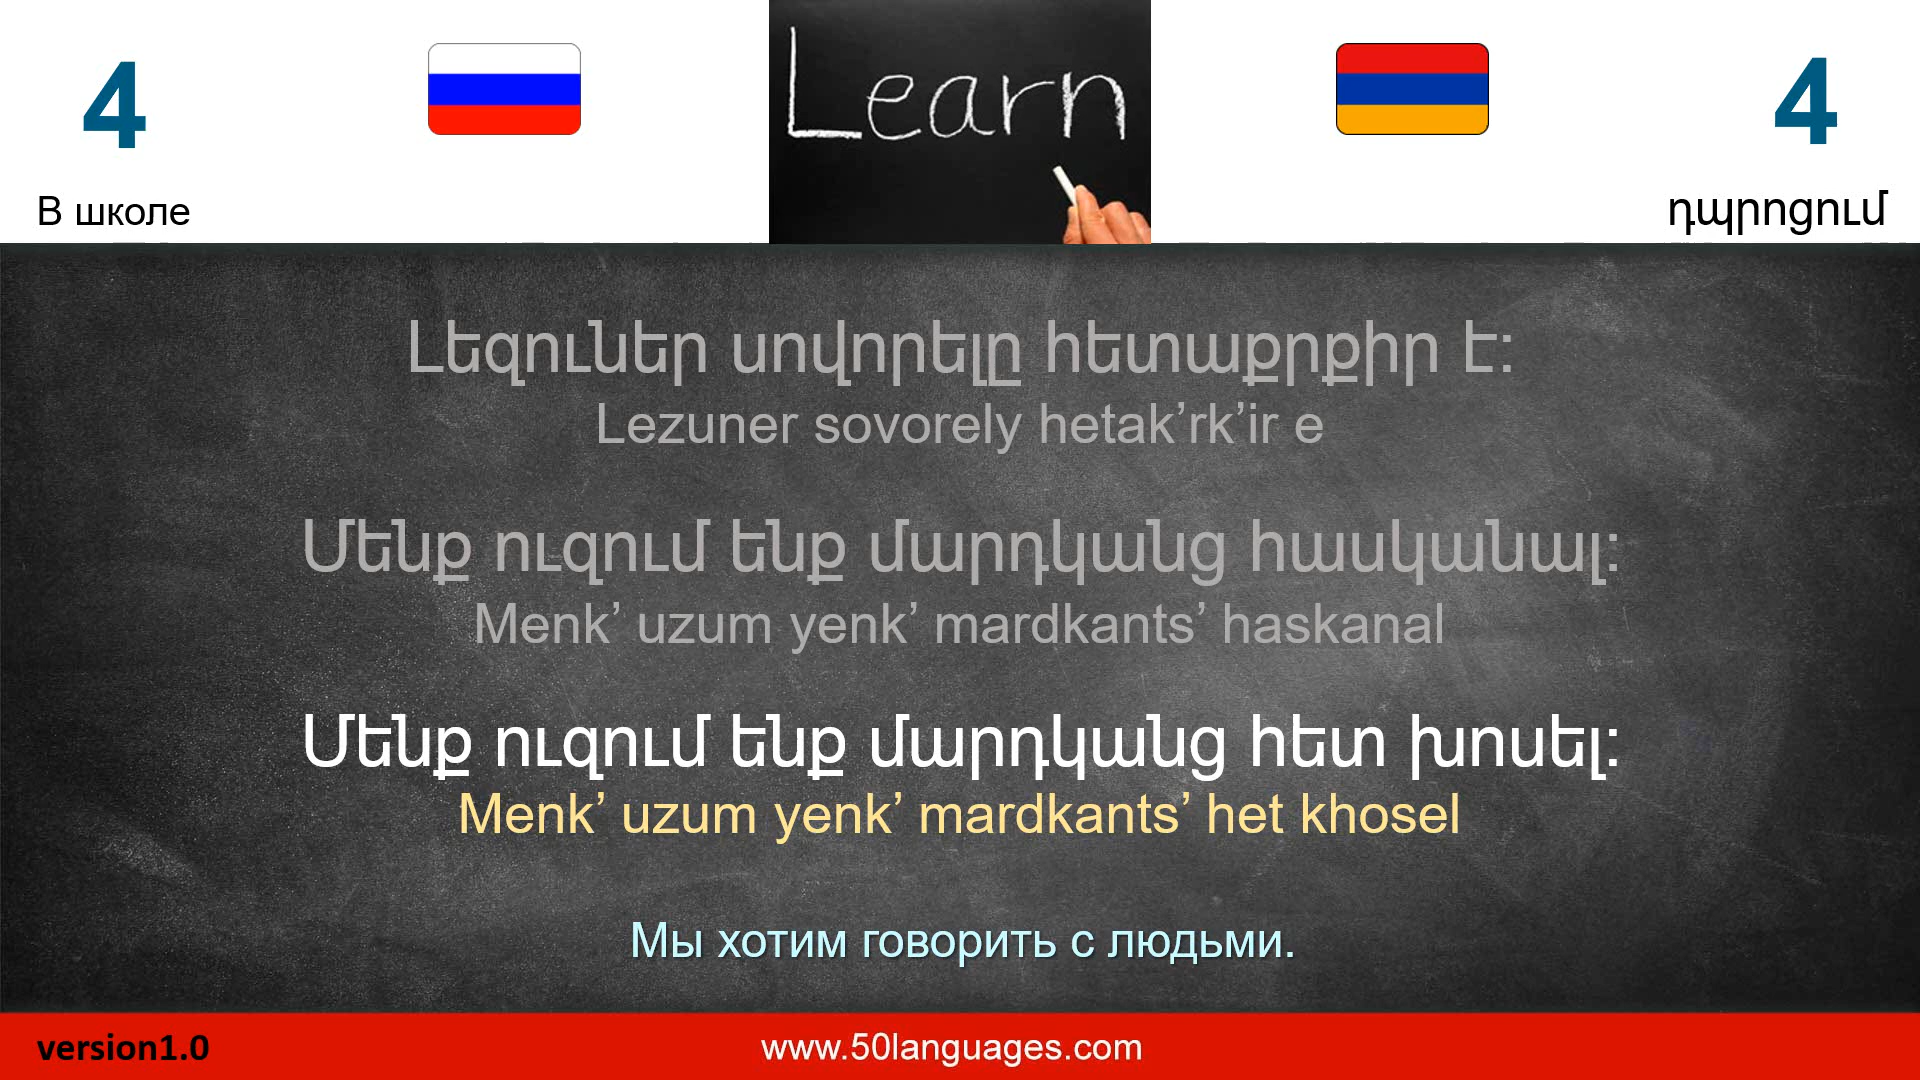 4
Learn
4
В школе
դպրոցում
Լեզուներ սովորելը հետաքրքիր է:
Lezuner sovorely hetak’rk’ir e
Մենք ուզում ենք մարդկանց հասկանալ:
Menk’ uzum yenk’ mardkants’ haskanal
Մենք ուզում ենք մարդկանց հետ խոսել:
Menk’ uzum yenk’ mardkants’ het khosel
Мы хотим говорить с людьми.
version1.0
www.50languages.com